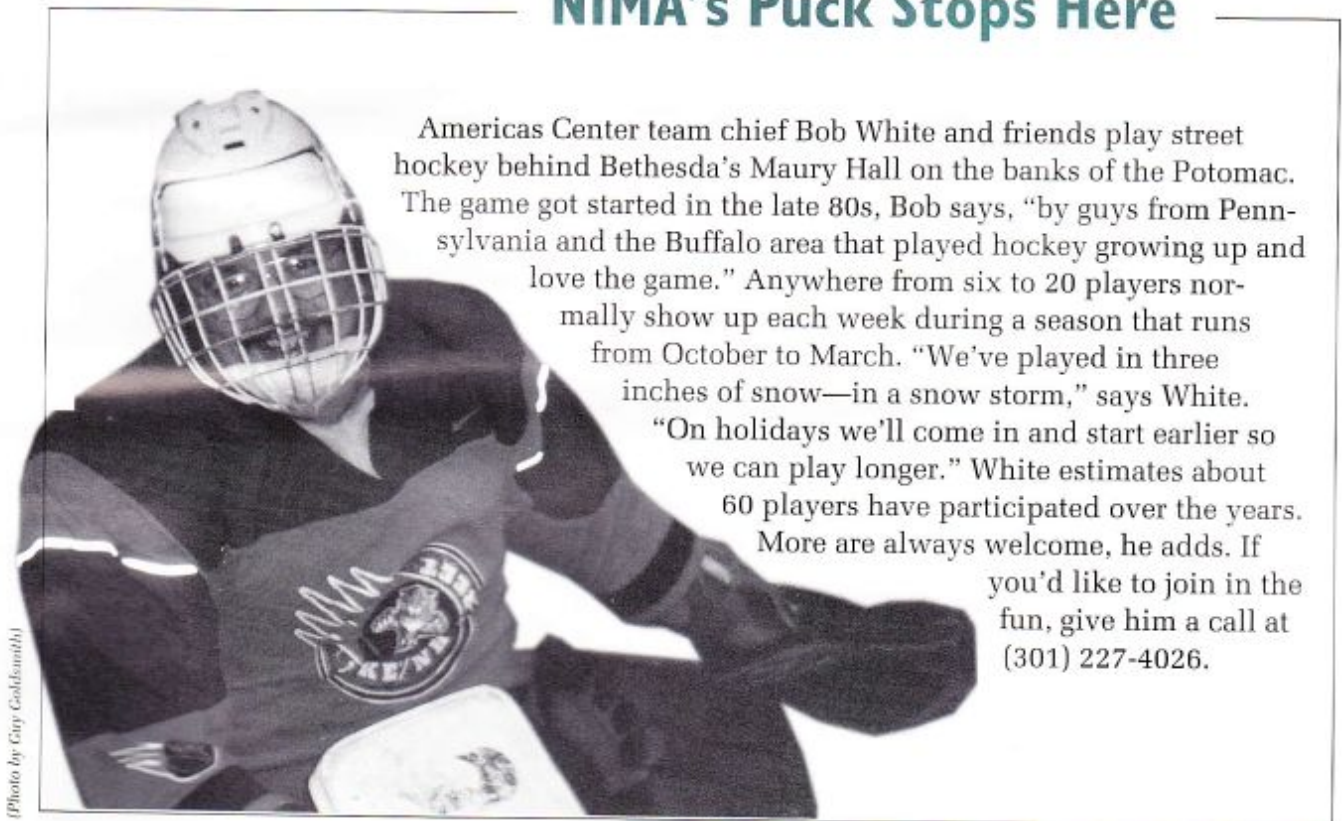 NIMA's Puck Stops Here
Americas Center team chief Bob White and friends play street
hockey behind Bethesda's Maury Hall on the banks of the Potomac.
The game got started in the late 80s, Bob says, “by guys from Penn-
sylvania and the Buffalo area that played hockey growing up and
love the game.” Anywhere from six to 20 players nor-
mally show up each week during a season that runs
from October to March. “We've played in three
inches of snow—in a snow storm,” says White.
“On holidays we'll come in and start earlier so
we can play longer.” White estimates about
60 players have participated over the years.
More are always welcome, he adds. If
you'd like to join in the
fun, give him a call at
(301) 227-4026.
(Photo by Guy Goldsmith)